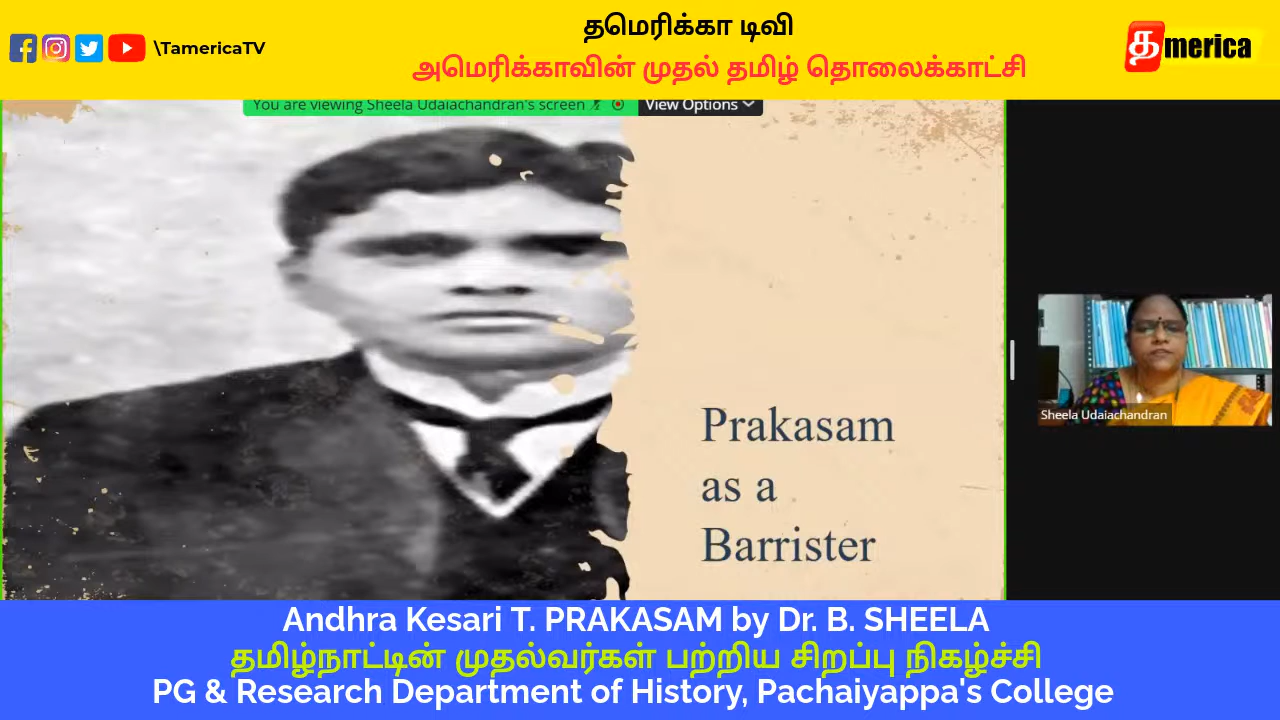 \TamericaTV
தமெரிக்கா டிவி
அமெரிக்காவின் முதல் தமிழ் தொலைக்காட்சி
தmerica
You are viewing Sheela Udaiachandran's screen
View Options
Prakasam
as a
Barrister
Sheela Udaiachandran
Andhra Kesari T. PRAKASAM by Dr. B. SHEELA
தமிழ்நாட்டின் முதல்வர்கள் பற்றிய சிறப்பு நிகழ்ச்சி
PG & Research Department of History, Pachaiyappa's College